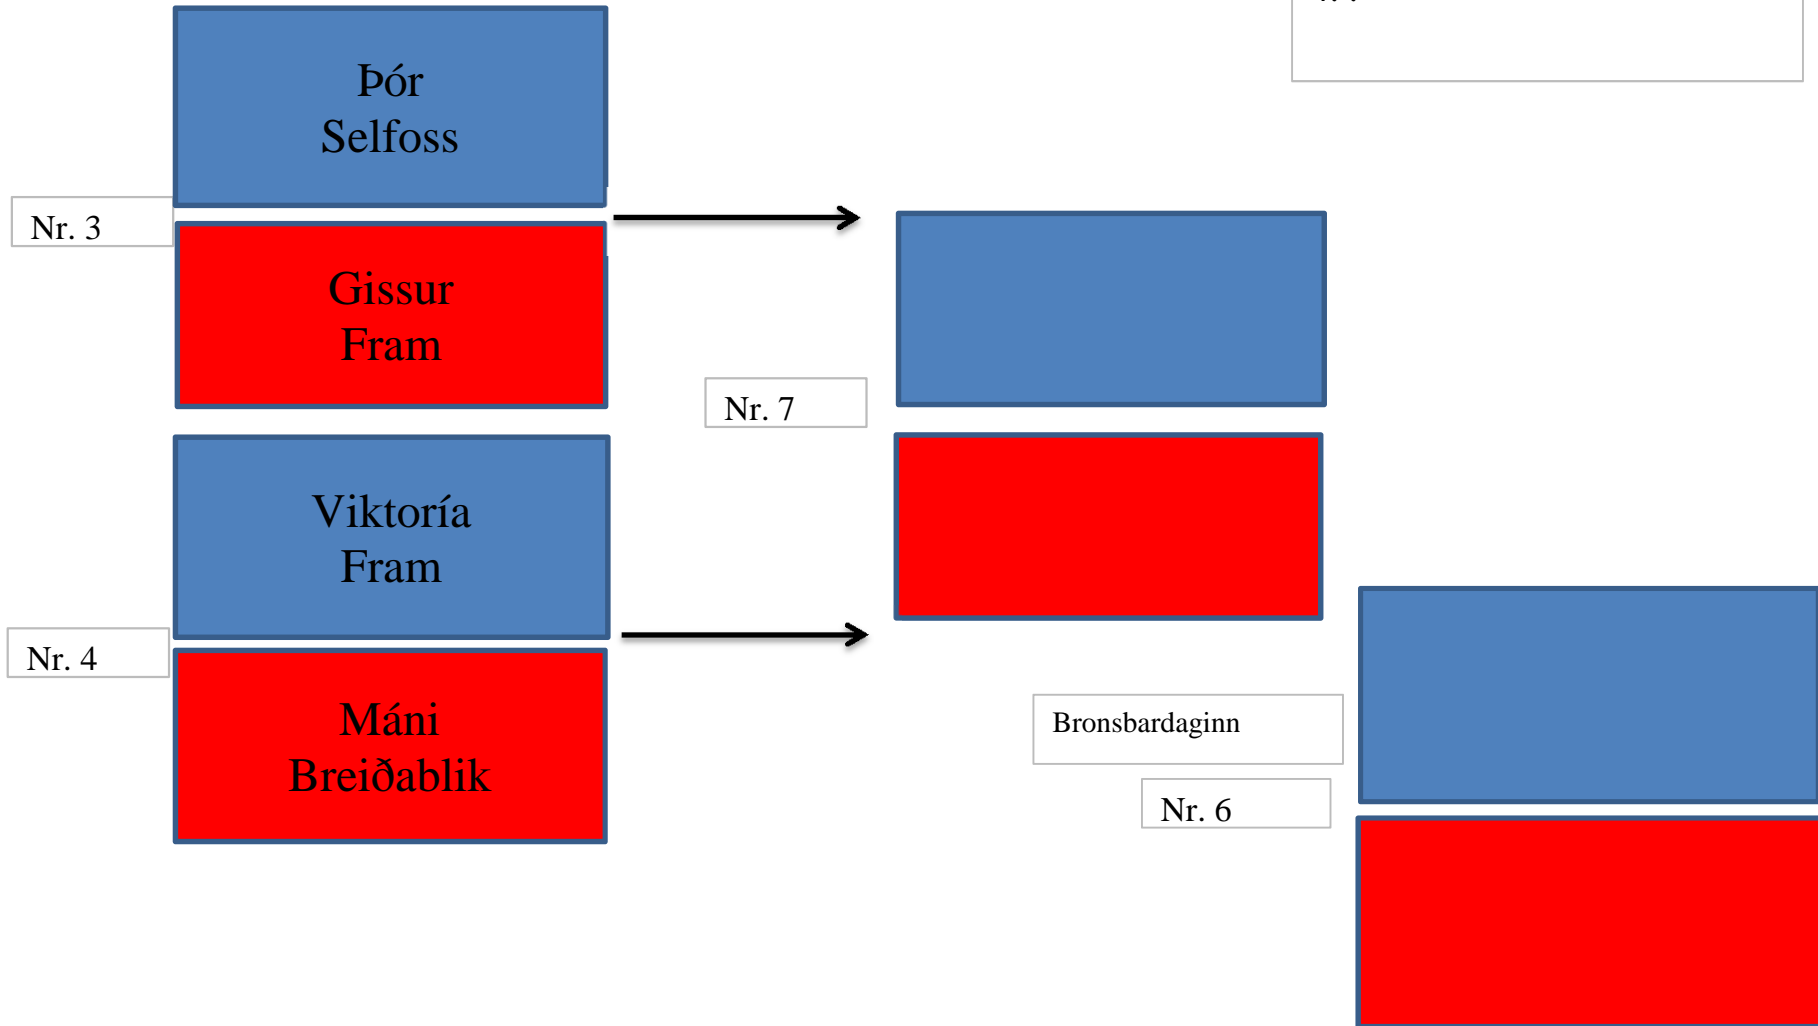 Þór
Selfoss
Nr. 3
Gissur
Fram
Nr. 7
Viktoría
Fram
Nr. 4
Máni
Breiðablik
Bronsbardaginn
Nr. 6